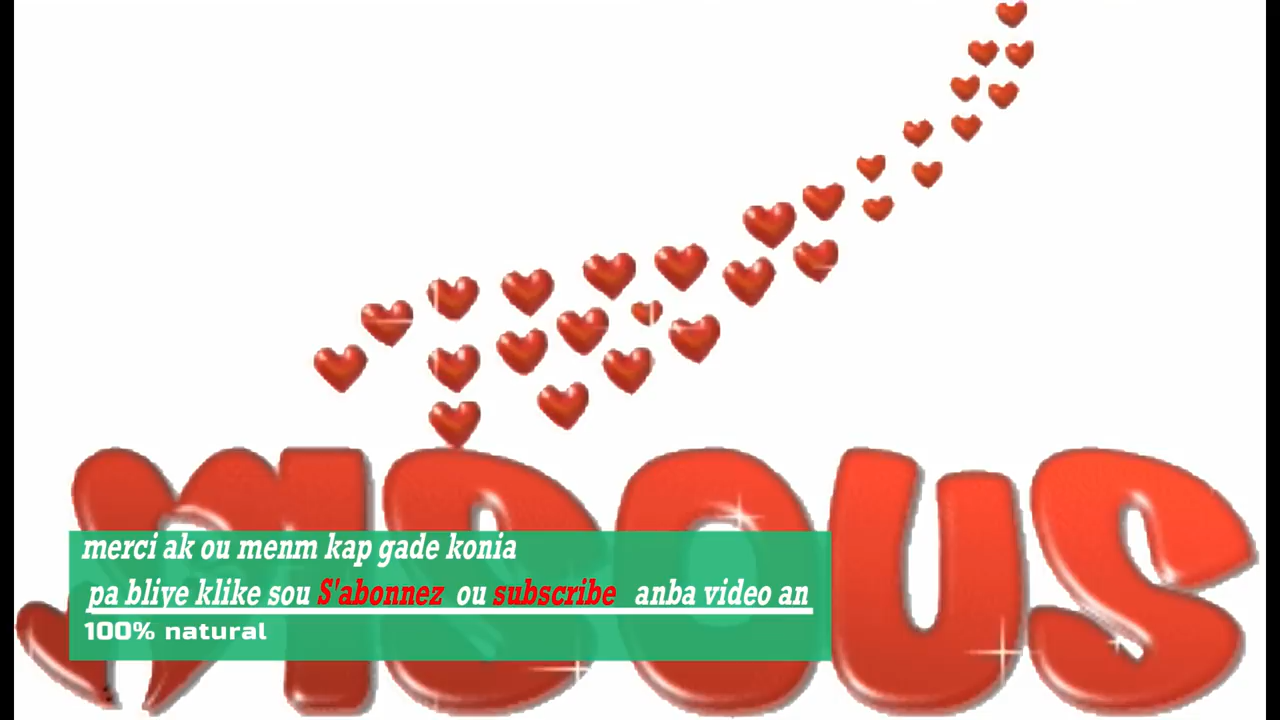 BISOUS
merci ak ou menm kap gade konia
pa bliye klike sou S'abonnez ou subscribe anba video an
100% natural